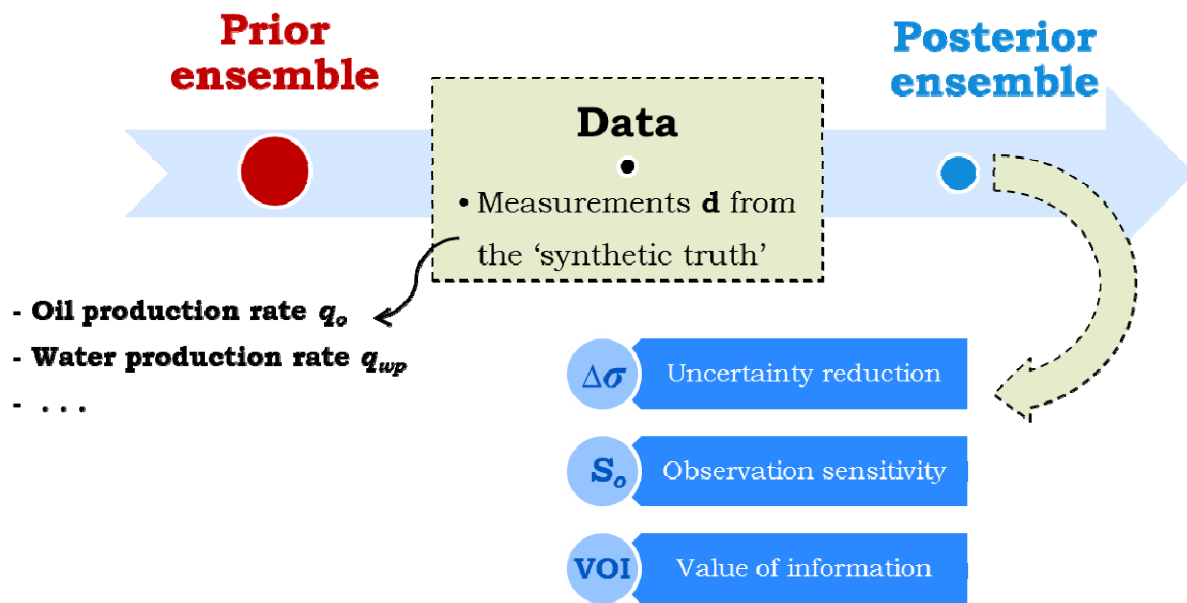 Prior
ensemble
Posterior
ensemble
Data
• Measurements d from
the ‘synthetic truth’
- Oil production rate qₒ
- Water production rate q_wp
- . . .
Δσ Uncertainty reduction
Sₒ Observation sensitivity
VOI Value of information